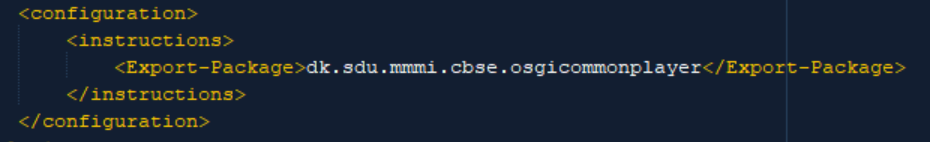 <configuration>
<instructions>
<Export-Package>dk.sdu.mmmi.cbse.osgicommonplayer</Export-Package>
</instructions>
</configuration>